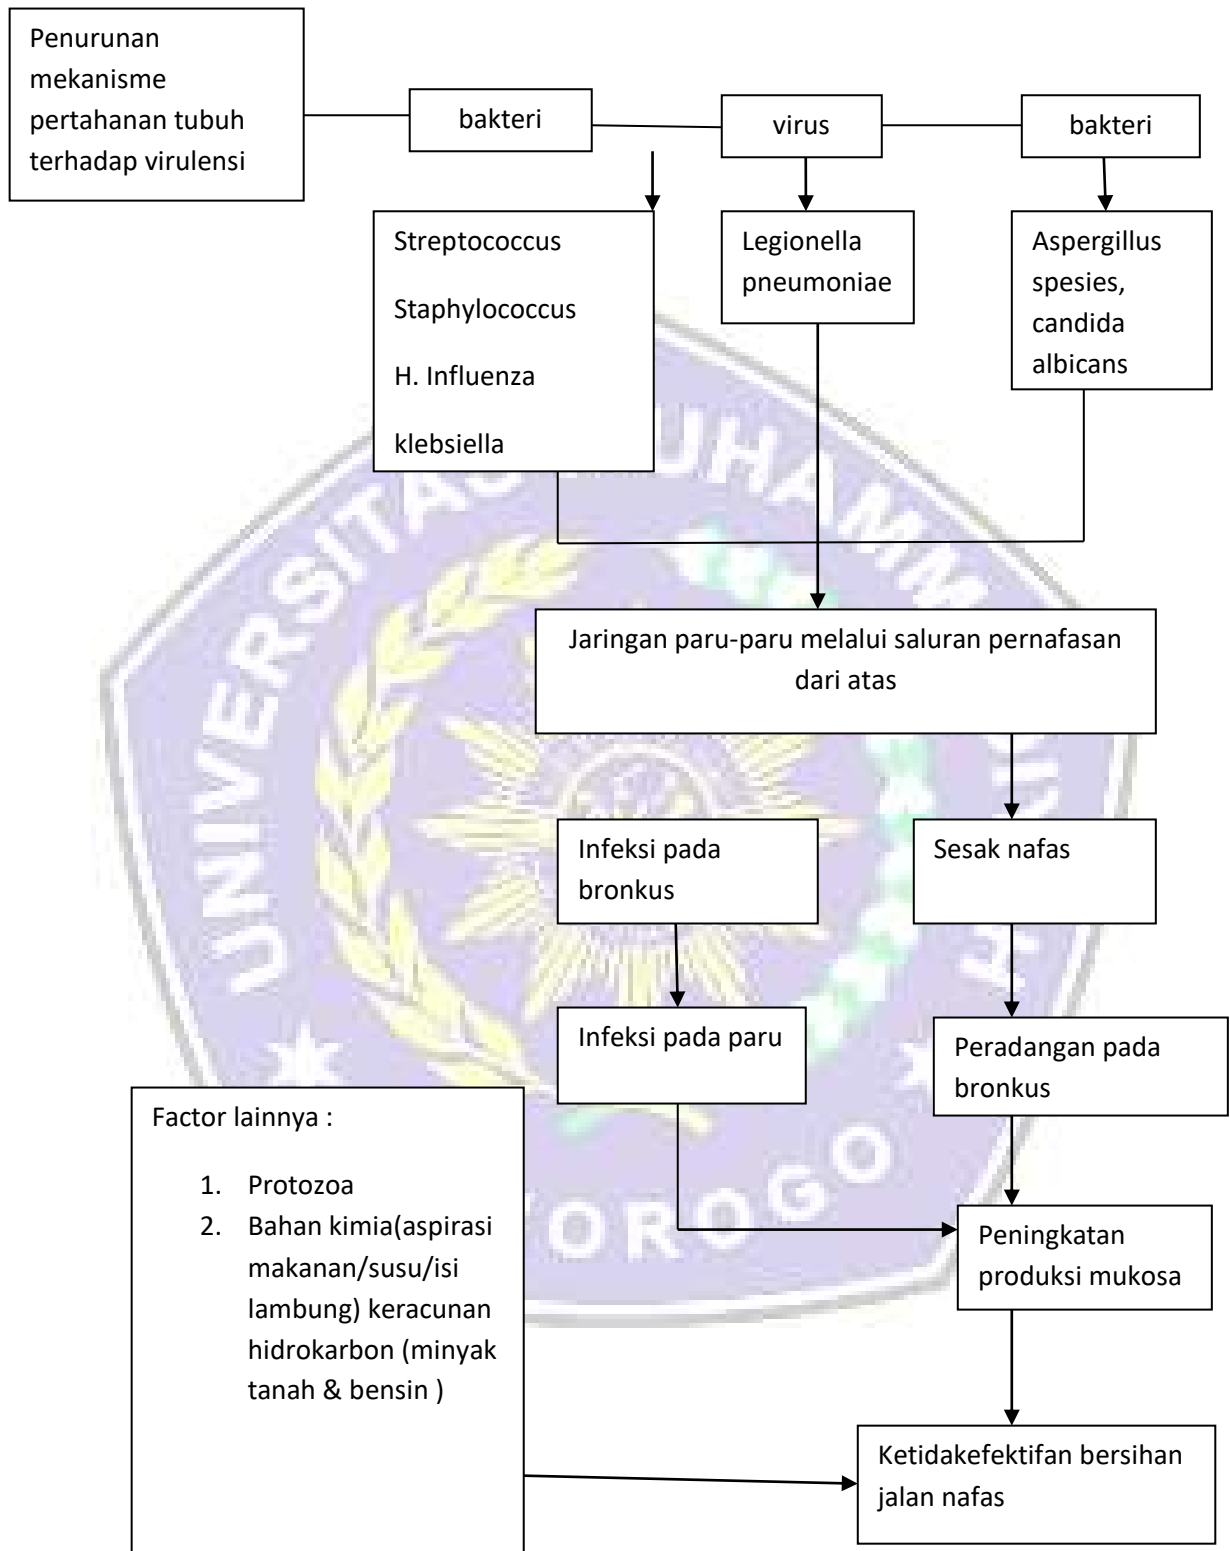 Penurunan
mekanisme
pertahanan tubuh
terhadap virulensi
bakteri
virus
bakteri
Streptococcus
Staphylococcus
H. Influenza
klebsiella
Legionella
pneumoniae
Aspergillus
spesies,
candida
albicans
Jaringan paru-paru melalui saluran pernafasan
dari atas
Infeksi pada
bronkus
Sesak nafas
Infeksi pada paru
Peradangan pada
bronkus
Factor lainnya :
1. Protozoa
2. Bahan kimia(aspirasi
makanan/susu/isi
lambung) keracunan
hidrokarbon (minyak
tanah & bensin )
Peningkatan
produksi mukosa
Ketidakefektifan bersihan
jalan nafas
UNIVERSITAS